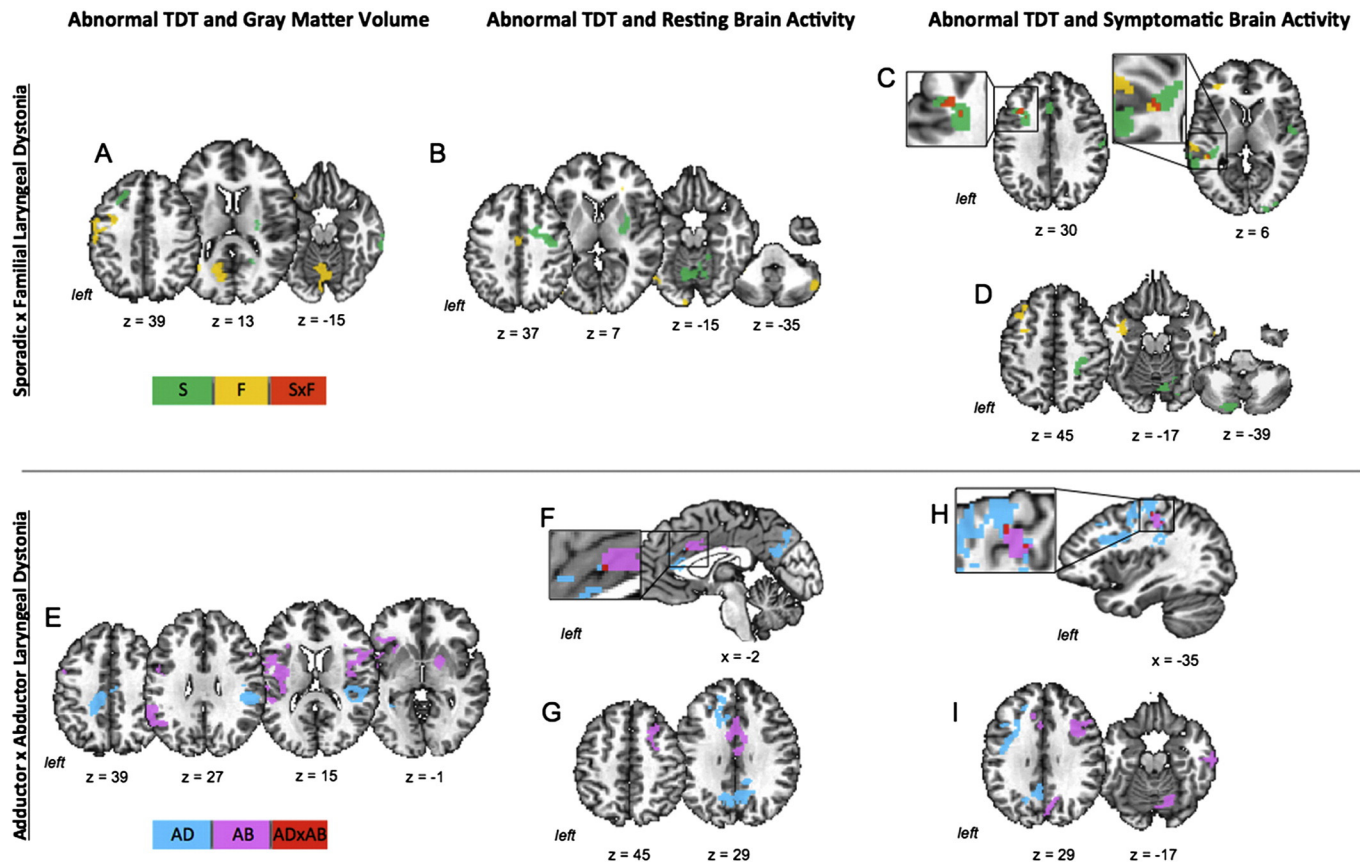 Abnormal TDT and Gray Matter Volume
Abnormal TDT and Resting Brain Activity
Abnormal TDT and Symptomatic Brain Activity
Sporadic x Familial Laryngeal Dystonia
A
left
z = 39
z = 13
z = -15
S
F
SxF
B
left
z = 37
z = 7
z = -15
z = -35
C
left
z = 30
z = 6
D
left
z = 45
z = -17
z = -39
Adductor x Abductor Laryngeal Dystonia
E
left
z = 39
z = 27
z = 15
z = -1
AD
AB
ADxAB
F
left
x = -2
G
left
z = 45
z = 29
H
left
x = -35
I
left
z = 29
z = -17